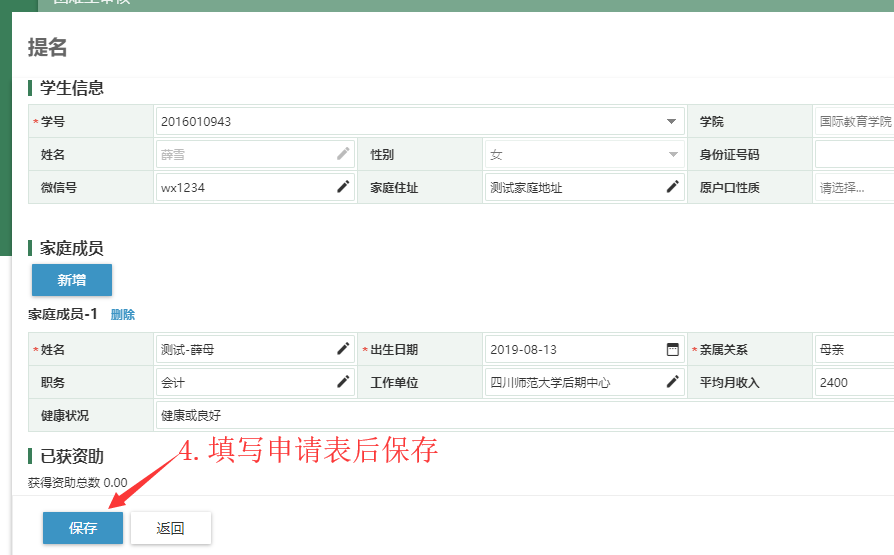 提名
学生信息
*学号 2016010943 学院 国际教育学院
姓名 薛雪 性别 女 身份证号码
微信号 wx1234 家庭住址 测试家庭地址 原户口性质 请选择...
家庭成员
新增
家庭成员-1 删除
*姓名 测试-薛母 *出生日期 2019-08-13 *亲属关系 母亲
职务 会计 工作单位 四川师范大学后期中心 平均月收入 2400
健康状况 健康或良好
4. 填写申请表后保存
已获资助
获得资助总数 0.00
保存 返回